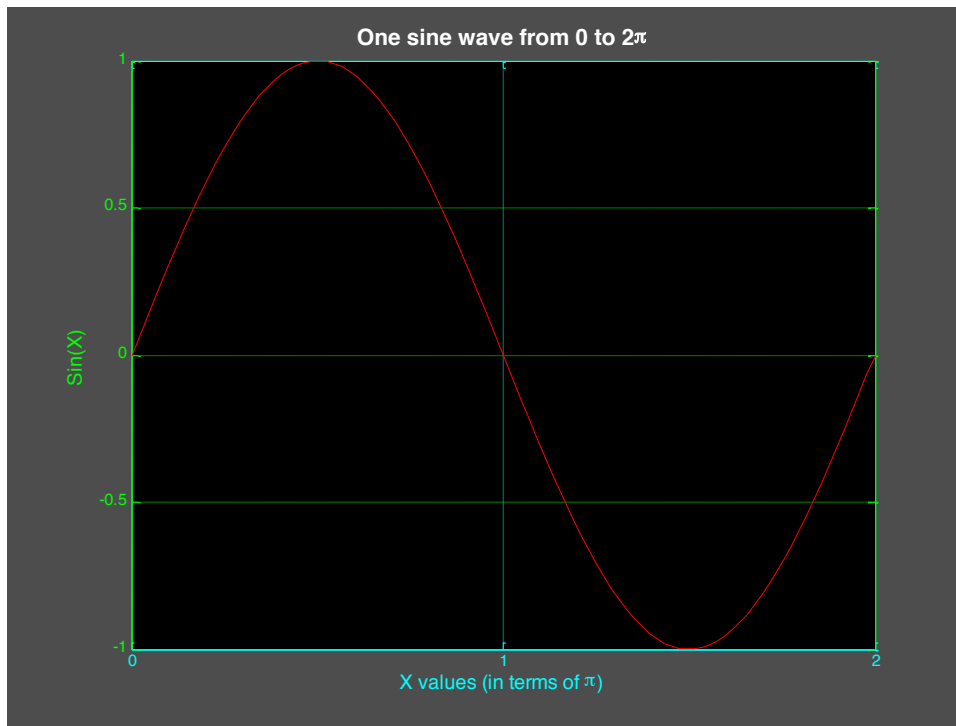 One sine wave from 0 to 2π
1
0.5
0
-0.5
-1
Sin(X)
0 1 2
X values (in terms of π)